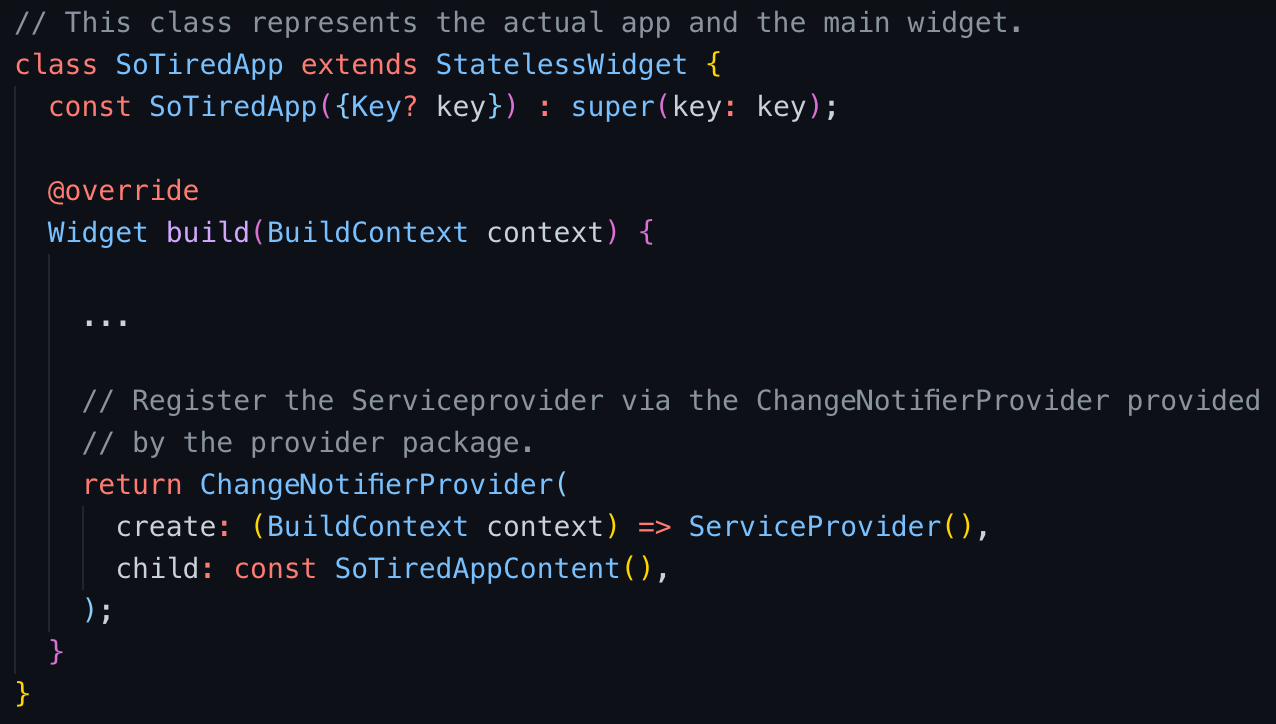 // This class represents the actual app and the main widget.
class SoTiredApp extends StatelessWidget {
  const SoTiredApp({Key? key}) : super(key: key);

  @override
  Widget build(BuildContext context) {

    ...

    // Register the Serviceprovider via the ChangeNotifierProvider provided
    // by the provider package.
    return ChangeNotifierProvider(
      create: (BuildContext context) => ServiceProvider(),
      child: const SoTiredAppContent(),
    );
  }
}